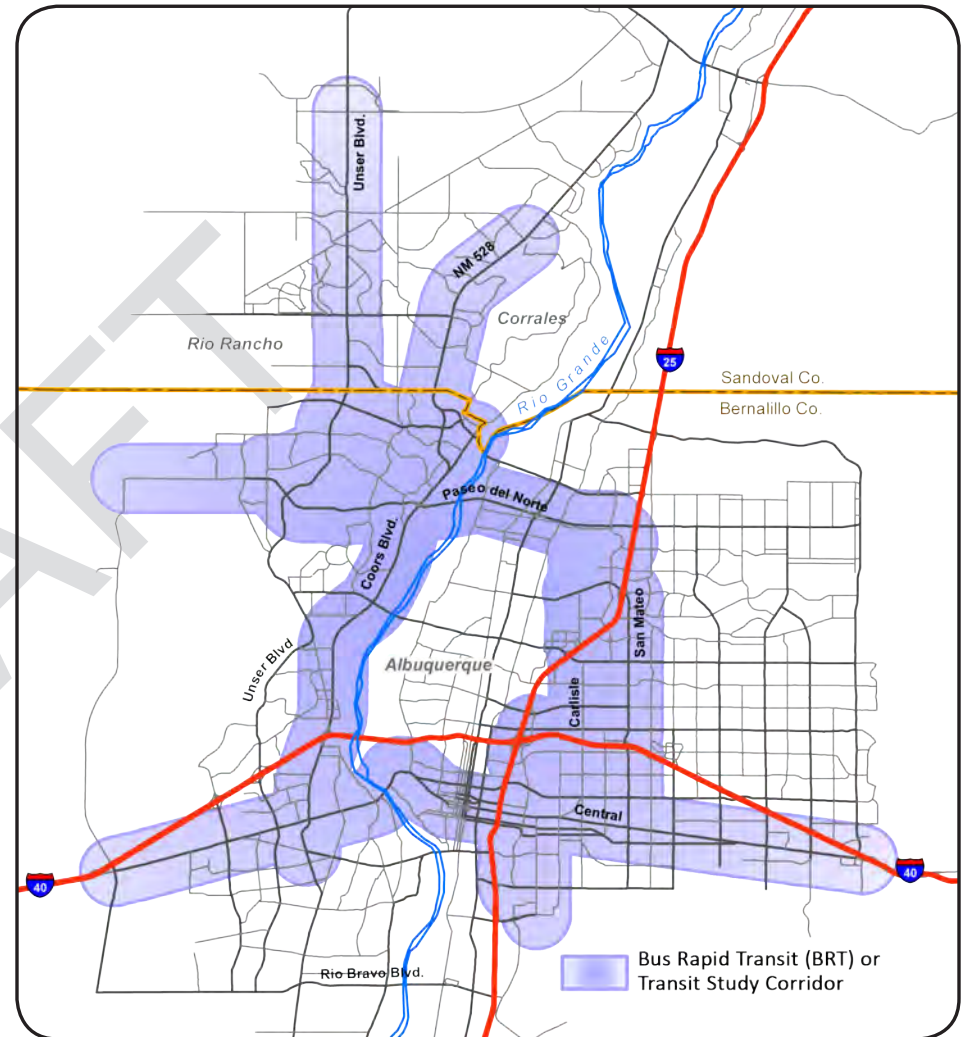 Unser Blvd.
NM 528
Corrales
Rio Rancho
Rio Grande
25
Sandoval Co.
Bernalillo Co.
Paseo del Norte
Coors Blvd.
San Mateo
Unser Blvd
Albuquerque
Carlisle
Central
40
40
Rio Bravo Blvd.
Bus Rapid Transit (BRT) or
Transit Study Corridor